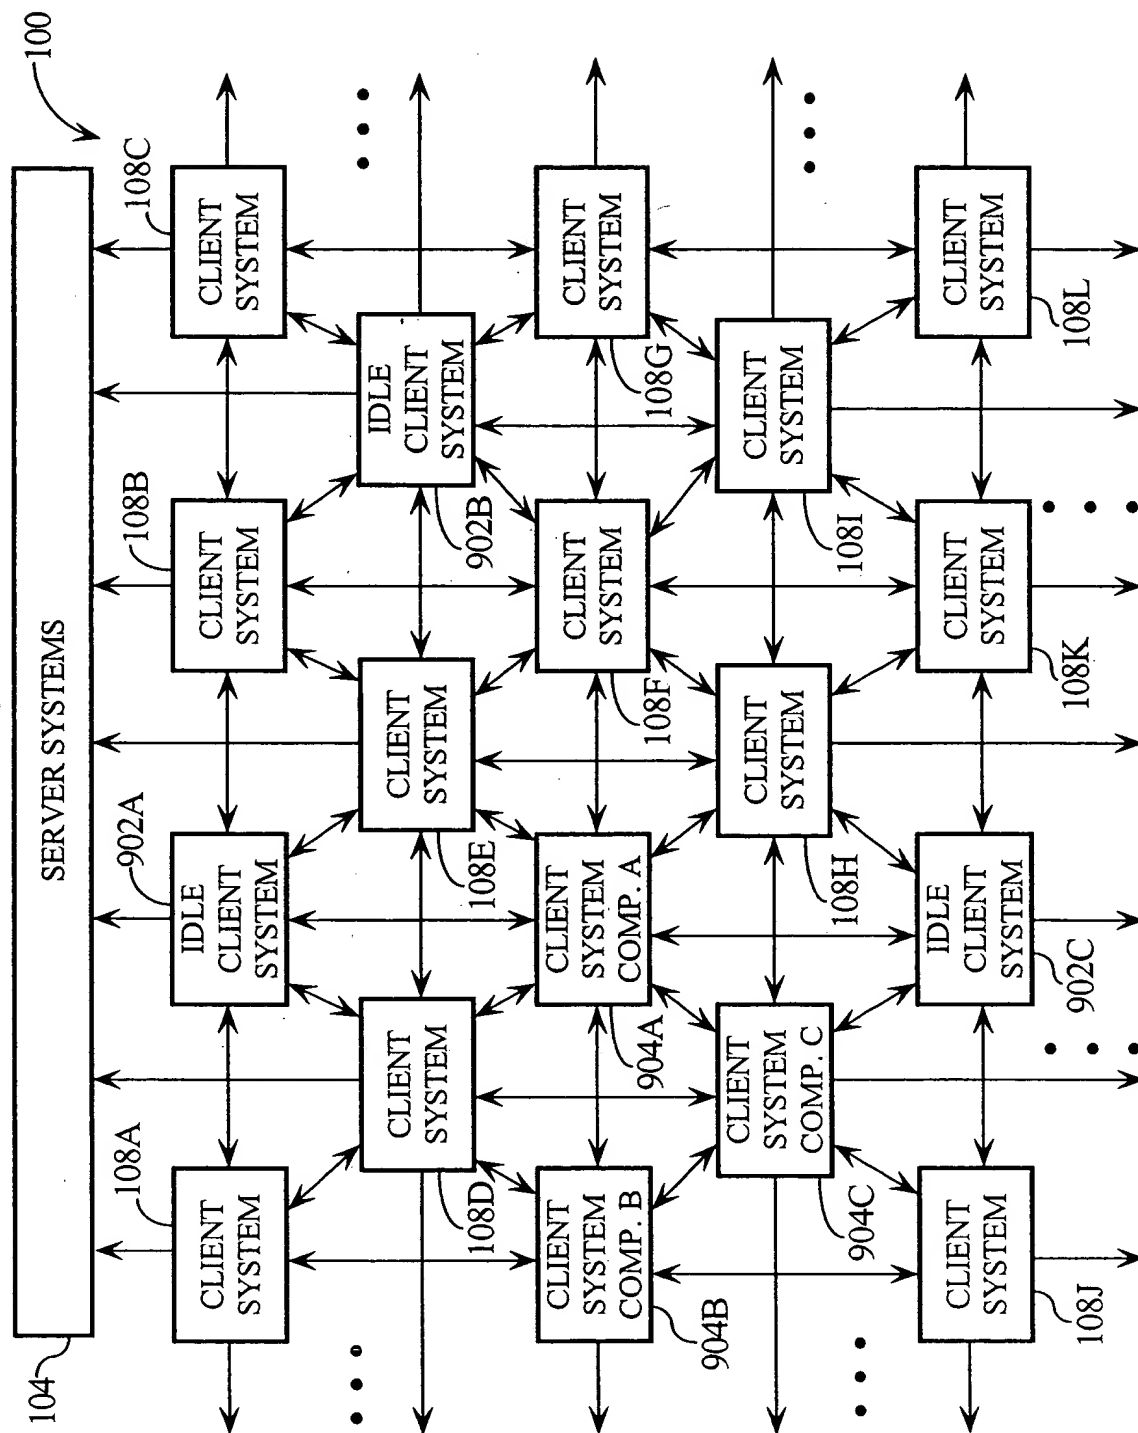 100
104
SERVER SYSTEMS
108A
902A
108B
108C
CLIENT
SYSTEM
IDLE
CLIENT
SYSTEM
CLIENT
SYSTEM
CLIENT
SYSTEM
CLIENT
SYSTEM
CLIENT
SYSTEM
IDLE
CLIENT
SYSTEM
108D
108E
902B
CLIENT
SYSTEM
COMP. B
CLIENT
SYSTEM
COMP. A
CLIENT
SYSTEM
CLIENT
SYSTEM
904B
904A
108F
108G
CLIENT
SYSTEM
COMP. C
CLIENT
SYSTEM
CLIENT
SYSTEM
904C
108H
108I
CLIENT
SYSTEM
IDLE
CLIENT
SYSTEM
CLIENT
SYSTEM
CLIENT
SYSTEM
108J
902C
108K
108L